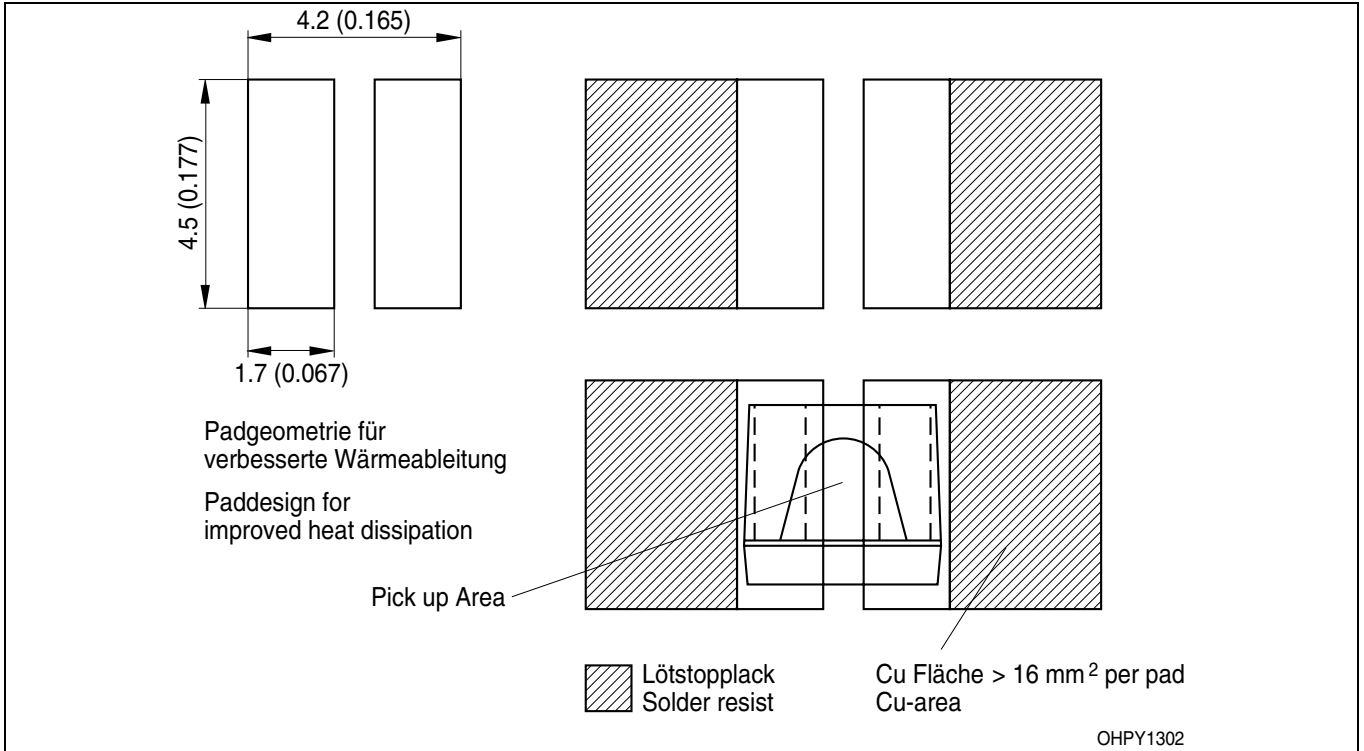 4.2 (0.165)
4.5 (0.177)
1.7 (0.067)
Padgeometrie für
verbesserte Wärmeableitung
Paddesign for
improved heat dissipation
Pick up Area
Lötstopplack
Solder resist
Cu Fläche > 16 mm² per pad
Cu-area
OHPY1302